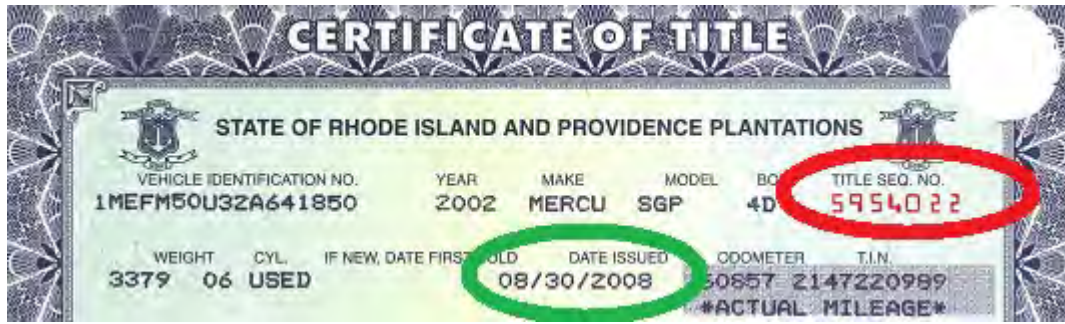 CERTIFICATE OF TITLE
STATE OF RHODE ISLAND AND PROVIDENCE PLANTATIONS
VEHICLE IDENTIFICATION NO. YEAR MAKE MODEL TITLE SEQ. NO.
1MEFM50U3ZA641850 2002 MERCU SGP 4D 5954022
WEIGHT CYL. IF NEW, DATE FIRST DATE ISSUED ODOMETER T.I.N.
3379 06 USED 08/30/2008 2147220989
*ACTUAL MILEAGE*